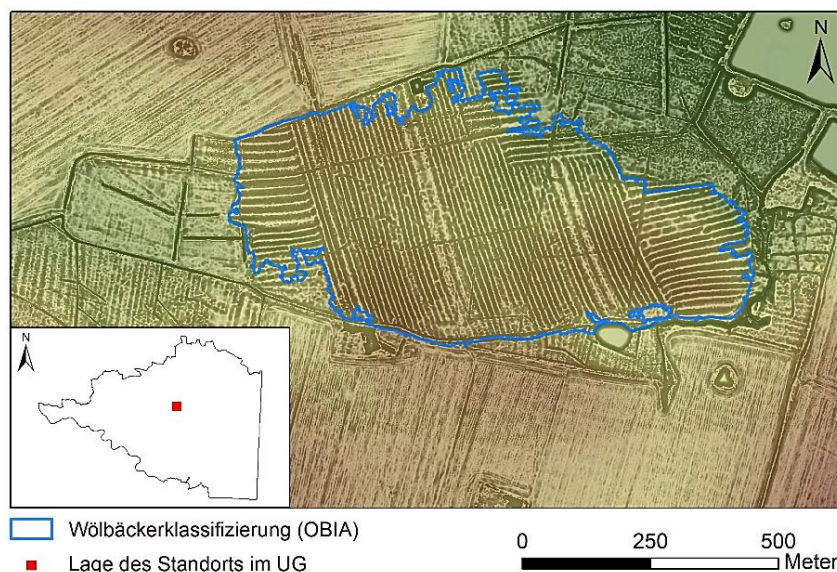 N
N
Wölbäckerklassifizierung (OBIA)
Lage des Standorts im UG
0 250 500
Meter